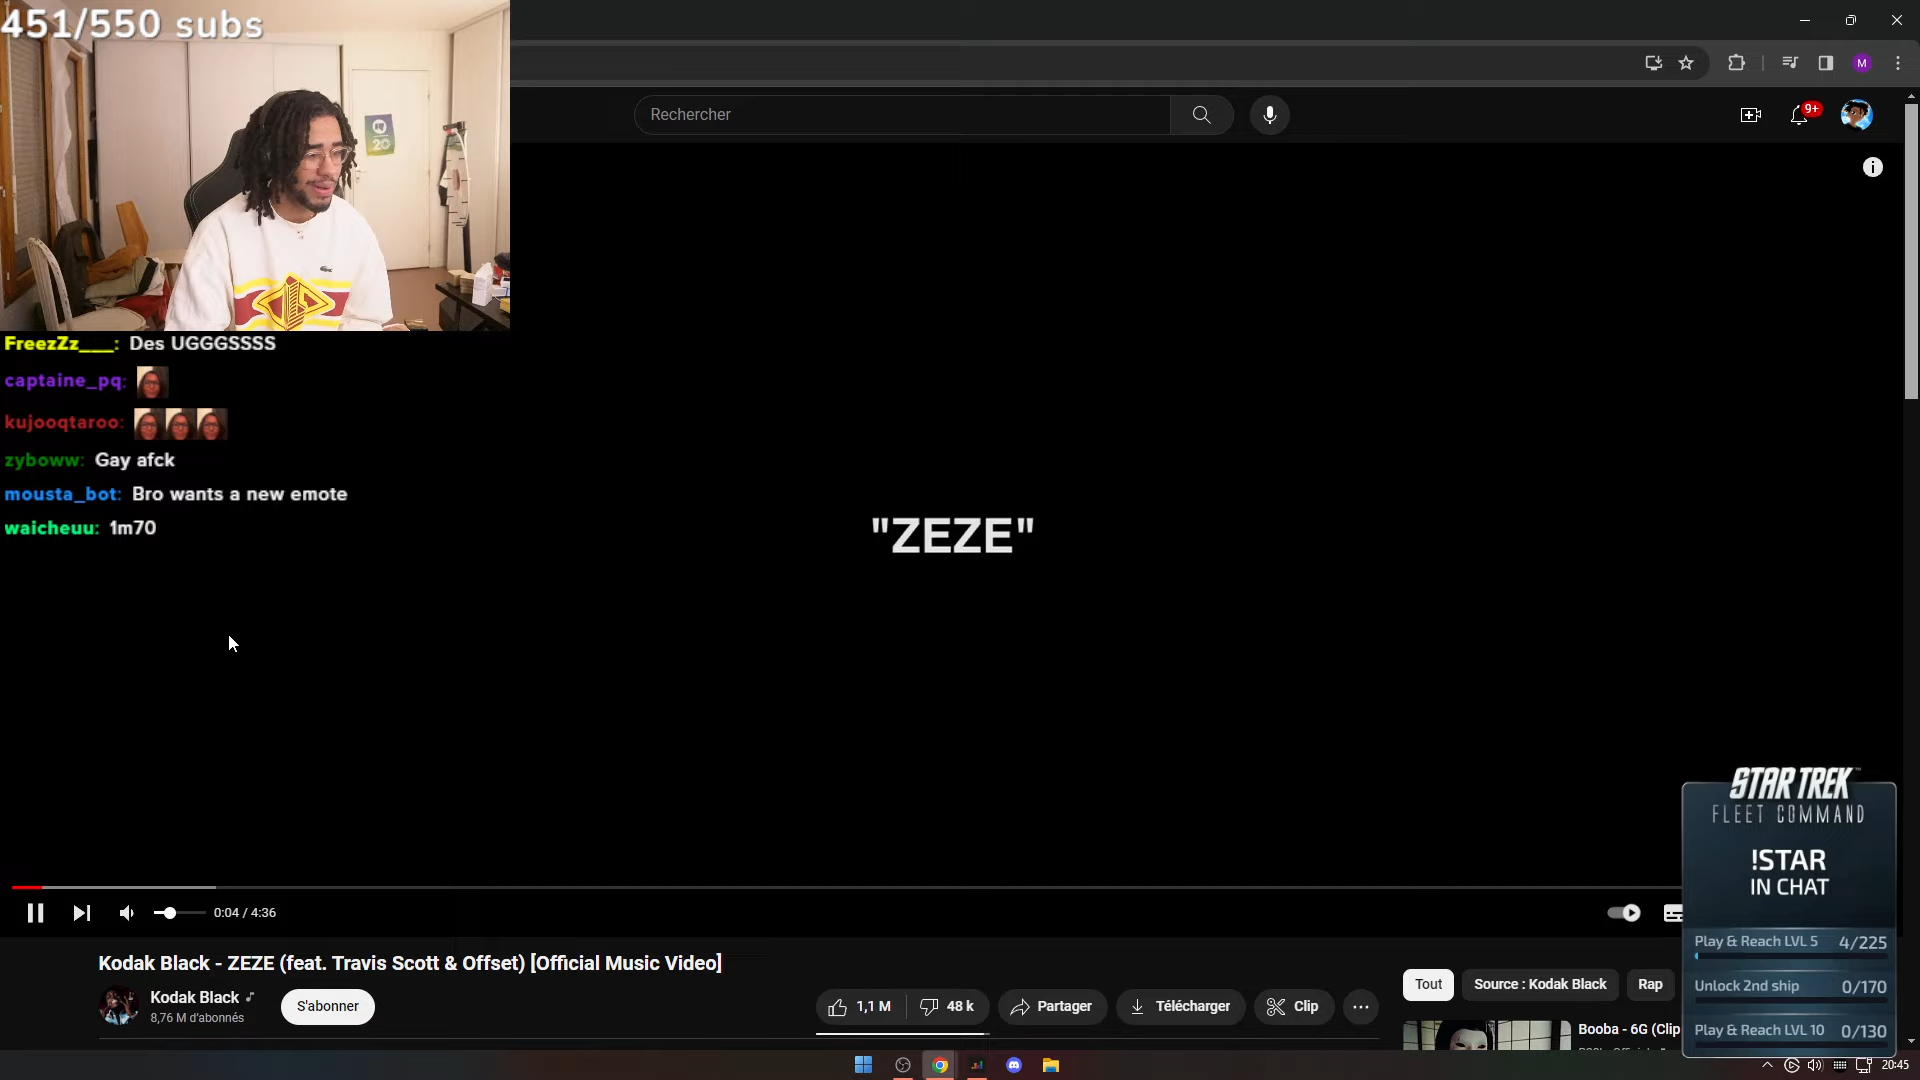 451/550 subs
Rechercher
9+
M
20
FreezZz___: Des UGGGSSSS
captaine_pq:
kujooqtaroo:
zyboww: Gay afck
mousta_bot: Bro wants a new emote
waicheuu: 1m70
"ZEZE"
0:04 / 4:36
Kodak Black - ZEZE (feat. Travis Scott & Offset) [Official Music Video]
Kodak Black
8,76 M d'abonnés
S'abonner
1,1 M
48 k
Partager
Télécharger
Clip
Tout
Source : Kodak Black
Rap
Booba - 6G (Clip
STAR TREK
FLEET COMMAND
!STAR
IN CHAT
Play & Reach LVL 5 4/225
Unlock 2nd ship 0/170
Play & Reach LVL 10 0/130
20:45